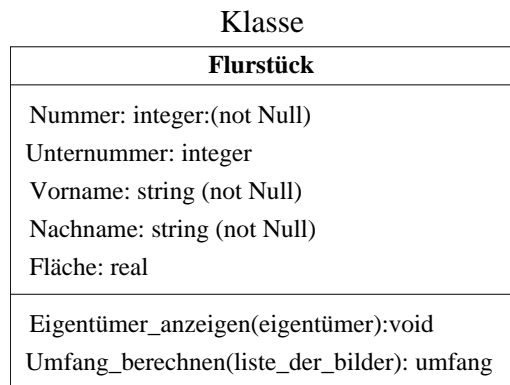 Klasse
Flurstück
Nummer: integer:(not Null)
Unternummer: integer
Vorname: string (not Null)
Nachname: string (not Null)
Fläche: real
Eigentümer_anzeigen(eigentümer):void
Umfang_berechnen(liste_der_bilder): umfang